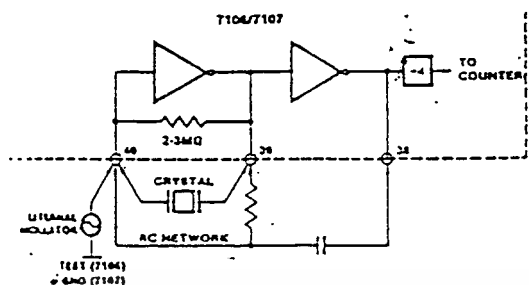 7106/7107
÷4
TO
COUNTER
2-3MΩ
40
39
38
CRYSTAL
RC NETWORK
TEST (7106)
GND (7107)